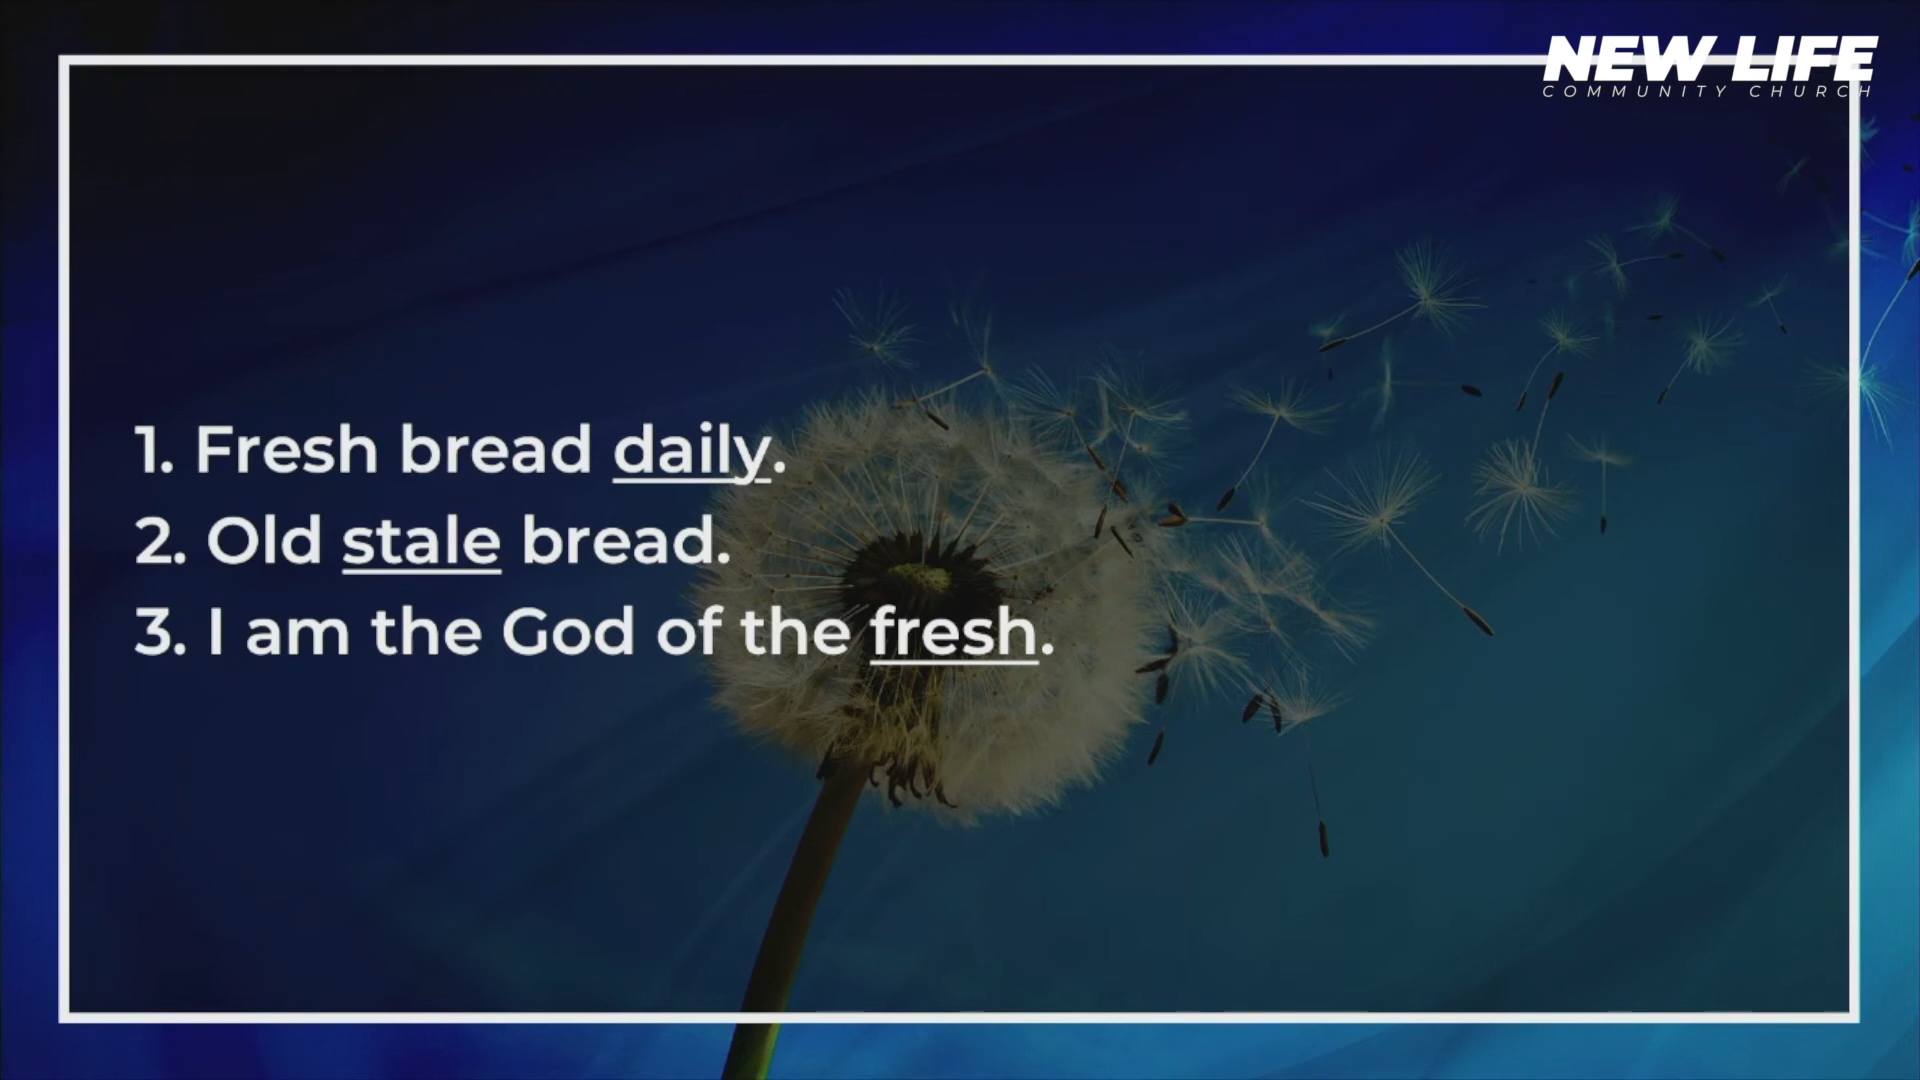 NEW LIFE
COMMUNITY CHURCH
1. Fresh bread daily.
2. Old stale bread.
3. I am the God of the fresh.